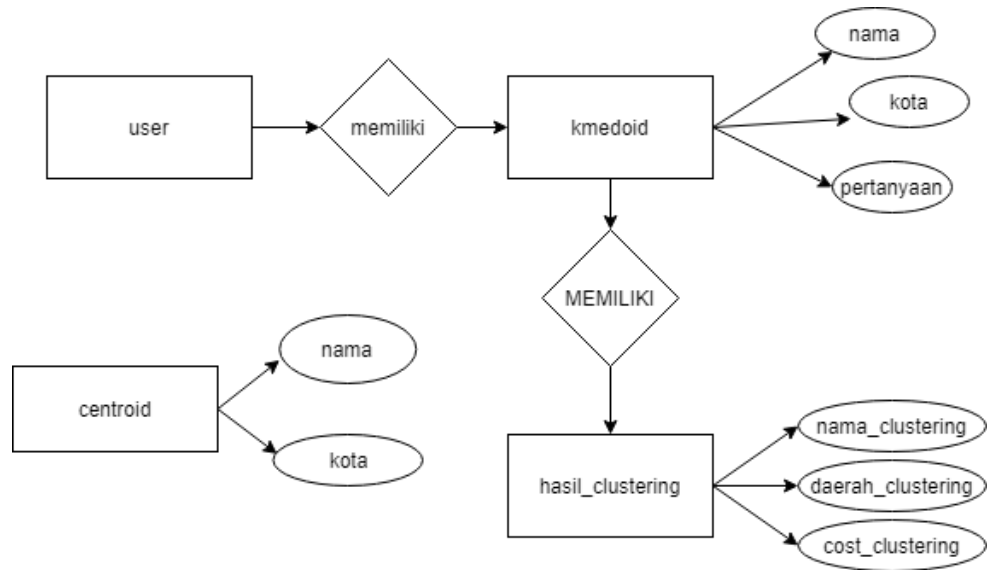 nama
user
memiliki
kmedoid
kota
pertanyaan
MEMILIKI
nama
centroid
kota
nama_clustering
hasil_clustering
daerah_clustering
cost_clustering